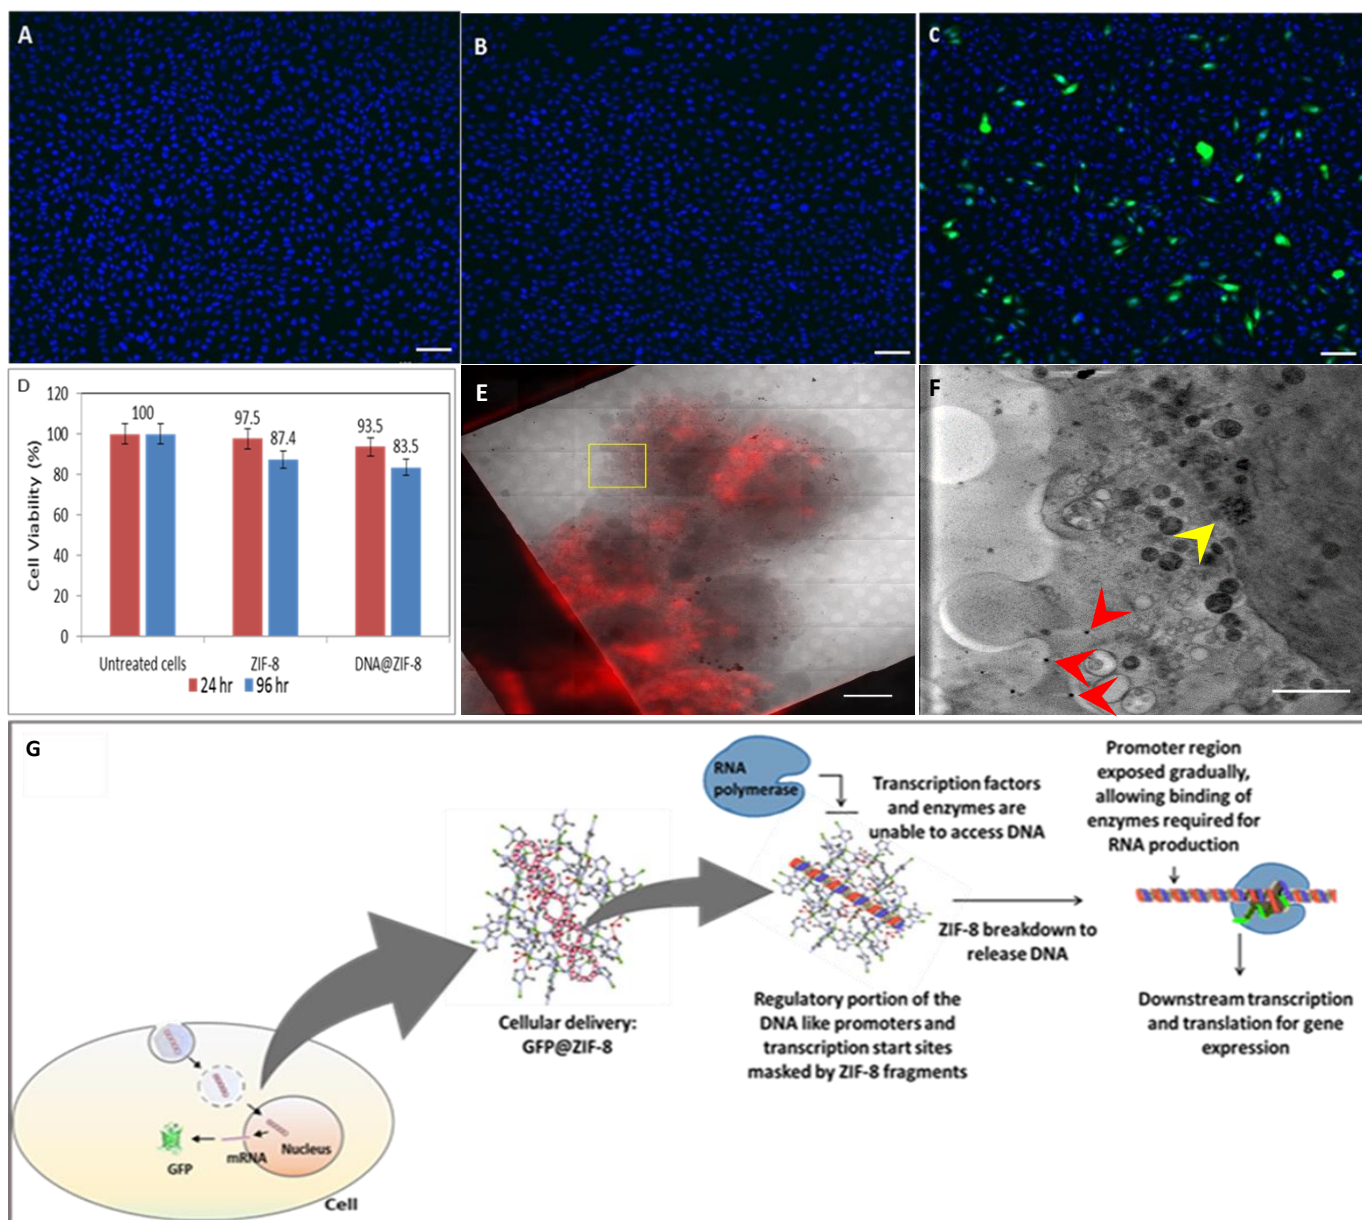 A
B
C
D
120
100
80
60
40
20
0
Cell Viability (%)
100
97.5
87.4
93.5
83.5
Untreated cells
ZIF-8
DNA@ZIF-8
24 hr
96 hr
E
F
G
RNA
polymerase
Transcription factors
and enzymes are
unable to access DNA
Promoter region
exposed gradually,
allowing binding of
enzymes required for
RNA production
ZIF-8 breakdown to
release DNA
Cellular delivery:
GFP@ZIF-8
Regulatory portion of the
DNA like promoters and
transcription start sites
masked by ZIF-8 fragments
Downstream transcription
and translation for gene
expression
GFP
mRNA
Nucleus
Cell